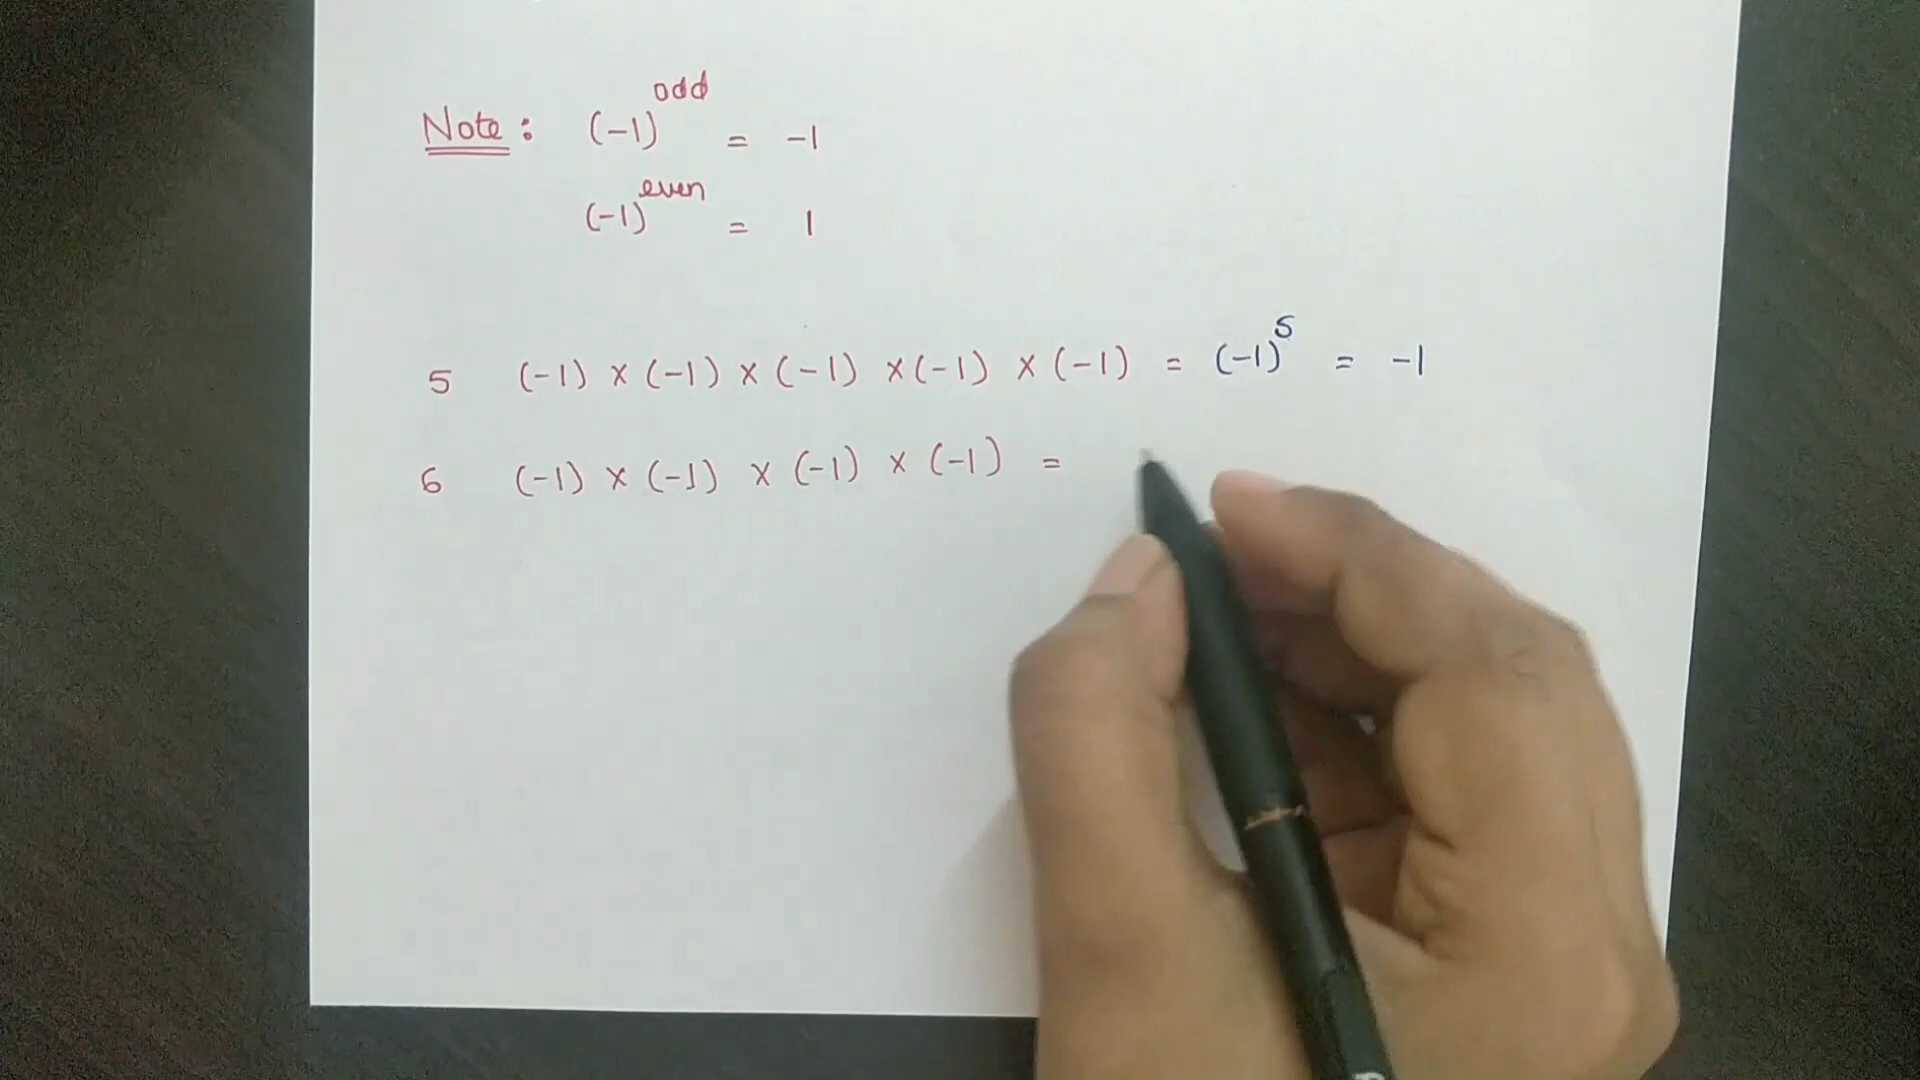 Note: (-1)^odd = -1
(-1)^even = 1
5 (-1) × (-1) × (-1) × (-1) × (-1) = (-1)^5 = -1
6 (-1) × (-1) × (-1) × (-1) =